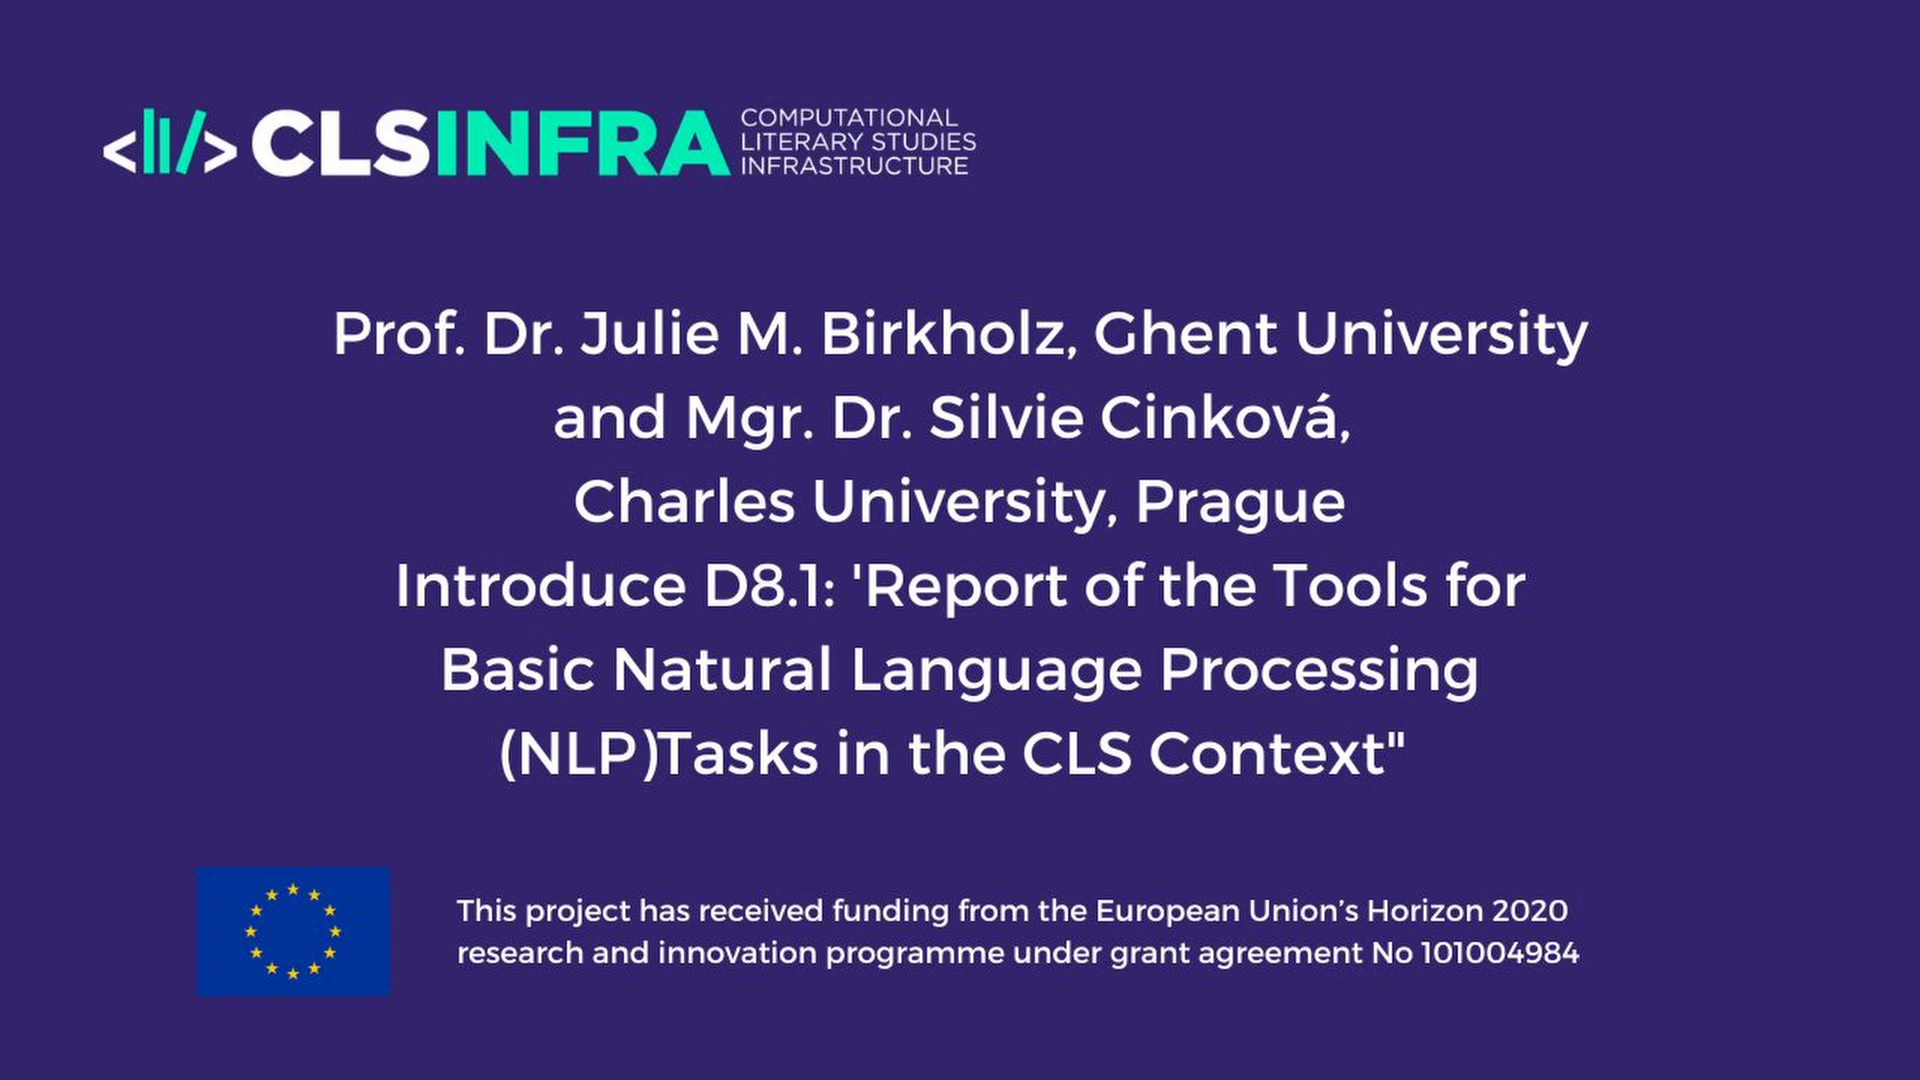 CLSINFRA
COMPUTATIONAL
LITERARY STUDIES
INFRASTRUCTURE
Prof. Dr. Julie M. Birkholz, Ghent University
and Mgr. Dr. Silvie Cinková,
Charles University, Prague
Introduce D8.1: 'Report of the Tools for
Basic Natural Language Processing
(NLP)Tasks in the CLS Context"
This project has received funding from the European Union’s Horizon 2020
research and innovation programme under grant agreement No 101004984